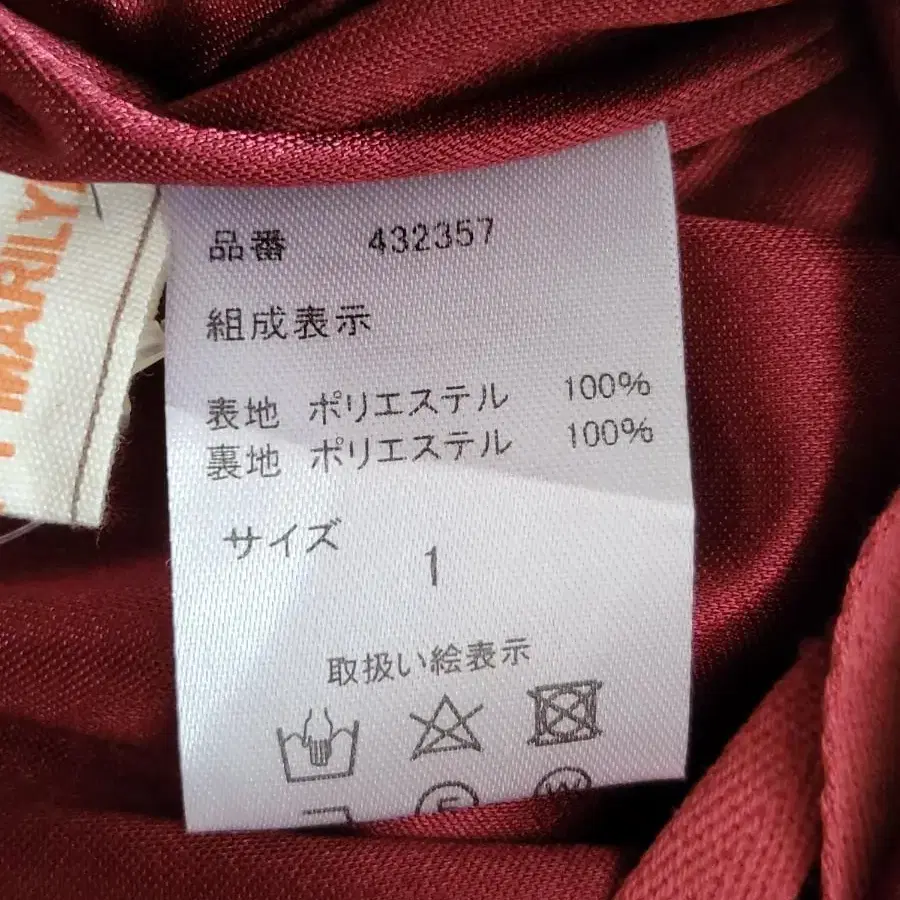 MARILY
品番 432357
組成表示
表地 ポリエステル 100%
裏地 ポリエステル 100%
サイズ
1
取扱い絵表示
F W